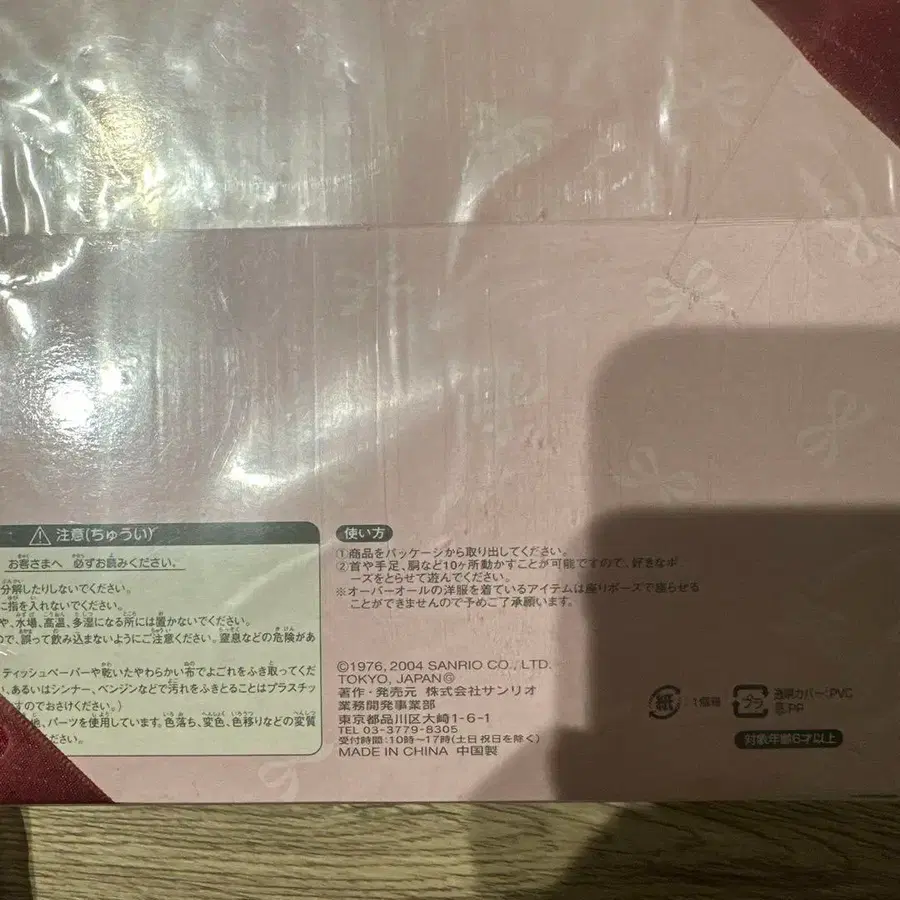 ⚠ 注意(ちゅうい)
お客さまへ 必ずお読みください。
分解したりしないでください。
に指を入れないでください。
や、水場、高温、多湿になる所には置かないでください。
ので、誤って飲み込まないようにご注意ください。窒息などの危険があ
ティッシュペーパーや乾いたやわらかい布でよごれをふき取ってくだ
い、あるいはシンナー、ベンジンなどで汚れをふきとることはプラスチッ
すのでおさけください。)
パーツを使用しています。色落ち、変色、色移りなどの変質
ください。
使い方
①商品をパッケージから取り出してください。
②首や手足、胴など10ヶ所動かすことが可能ですので、好きなポ
ーズをとらせて遊んでください。
※オーバーオールの洋服を着ているアイテムは座りポーズで座らせる
ことができませんので予めご了承願います。
©1976, 2004 SANRIO CO., LTD.
TOKYO, JAPAN
著作・発売元 株式会社サンリオ
業務開発事業部
東京都品川区大崎1-6-1
TEL 03-3779-8305
受付時間:10時〜17時(土日祝日を除く)
MADE IN CHINA 中国製
紙 :1個箱
プラ 透明カバー:PVC
窓:PP
対象年齢6才以上